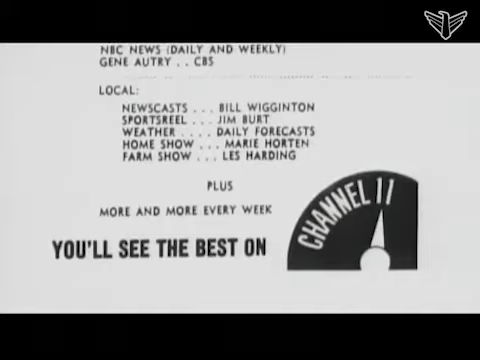 NBC NEWS (DAILY AND WEEKLY)
GENE AUTRY . . CBS
LOCAL:
NEWSCASTS . . . BILL WIGGINTON
SPORTSREEL . . . JIM BURT
WEATHER . . . . DAILY FORECASTS
HOME SHOW . . . MARIE HORTEN
FARM SHOW . . . LES HARDING
PLUS
MORE AND MORE EVERY WEEK
YOU'LL SEE THE BEST ON
CHANNEL 11